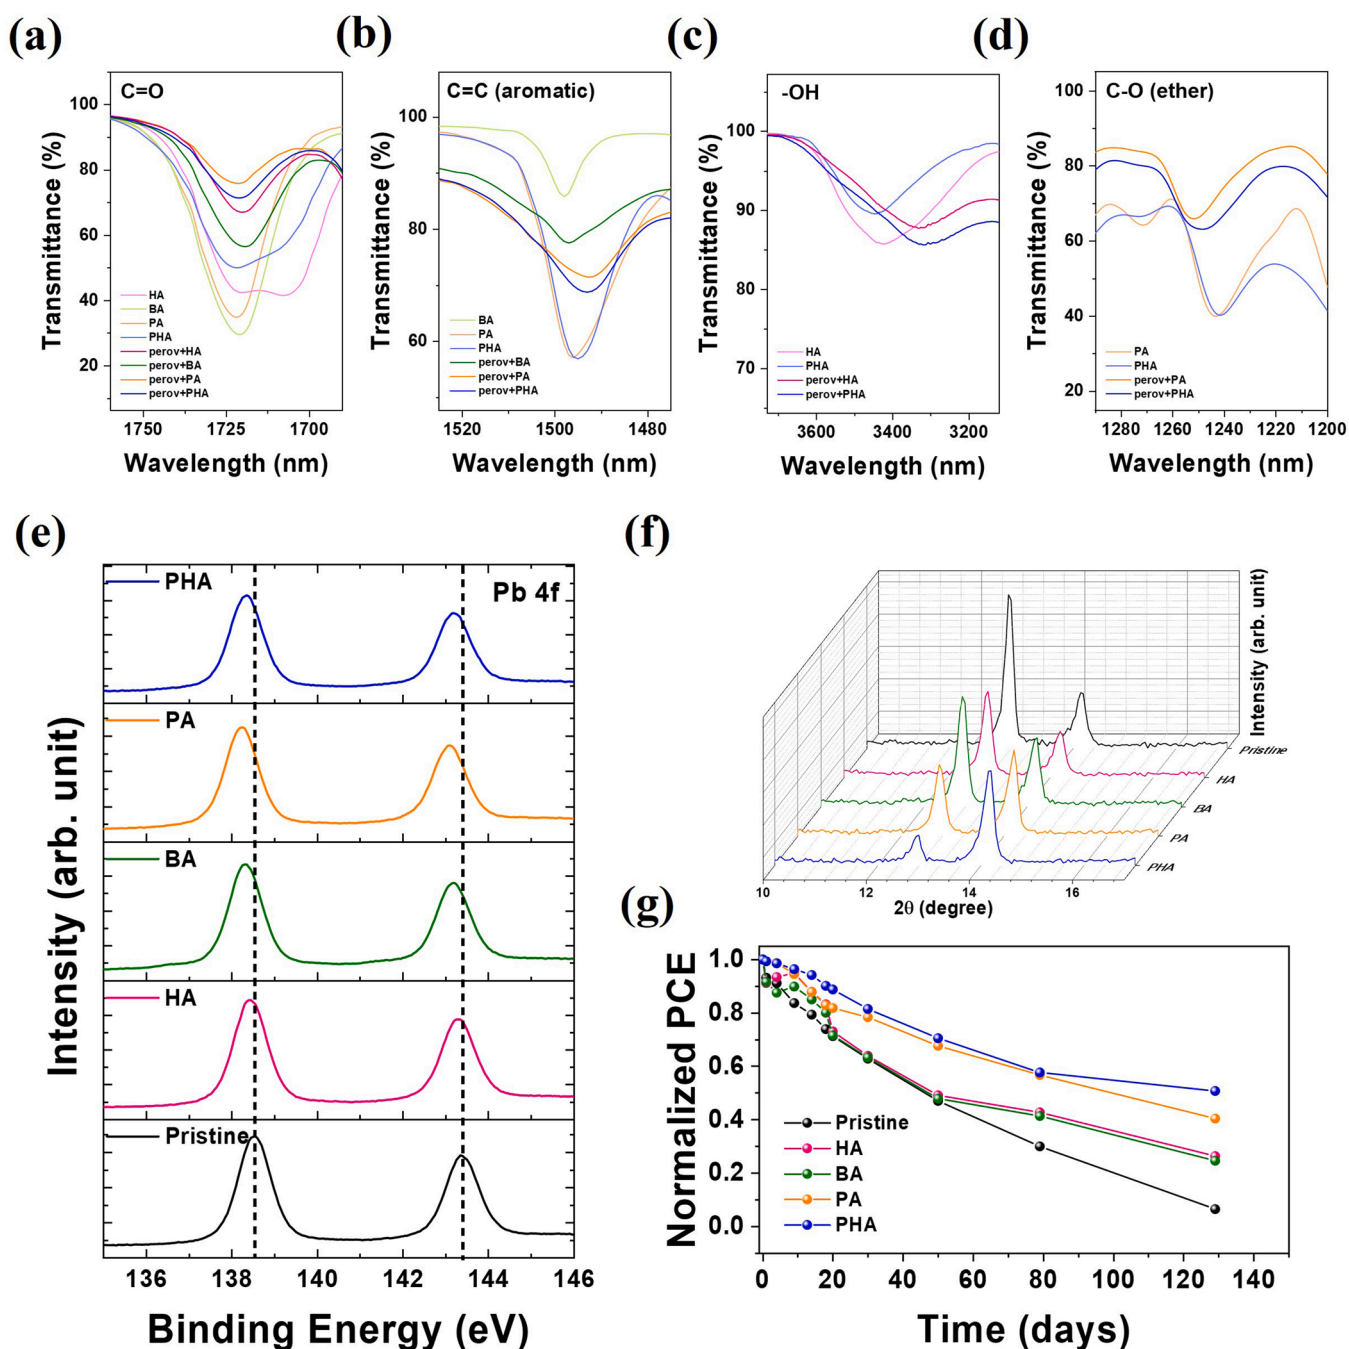 (a)
(b)
(c)
(d)
C=O
100
80
60
40
20
Transmittance (%)
HA
BA
PA
PHA
perov+HA
perov+BA
perov+PA
perov+PHA
1750
1725
1700
Wavelength (nm)
C=C (aromatic)
100
80
60
Transmittance (%)
BA
PA
PHA
perov+BA
perov+PA
perov+PHA
1520
1500
1480
Wavelength (nm)
-OH
100
90
80
70
Transmittance (%)
HA
PHA
perov+HA
perov+PHA
3600
3400
3200
Wavelength (nm)
C-O (ether)
100
80
60
40
20
Transmittance (%)
PA
PHA
perov+PA
perov+PHA
1280
1260
1240
1220
1200
Wavelength (nm)
(e)
Pb 4f
PHA
PA
BA
HA
Pristine
Intensity (arb. unit)
136
138
140
142
144
146
Binding Energy (eV)
(f)
Intensity (arb. unit)
Pristine
HA
BA
PA
PHA
10
12
14
16
2θ (degree)
(g)
1.0
0.8
0.6
0.4
0.2
0.0
Normalized PCE
Pristine
HA
BA
PA
PHA
0
20
40
60
80
100
120
140
Time (days)